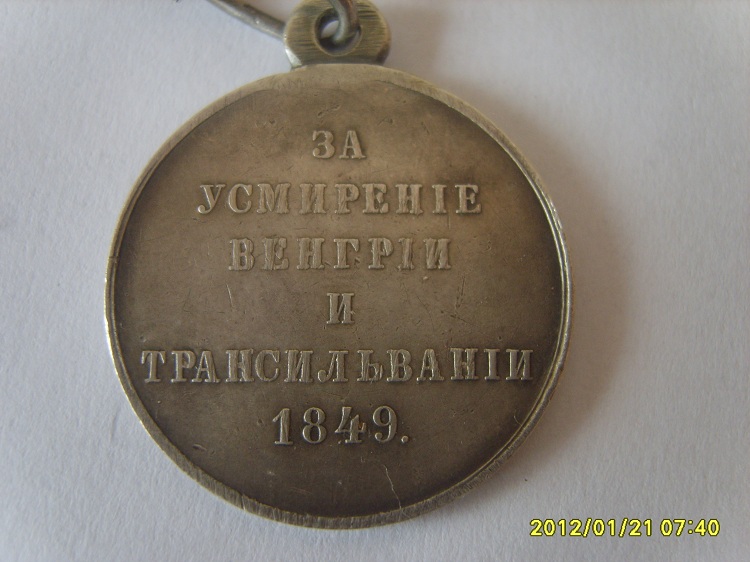 ЗА
УСМИРЕНІЕ
ВЕНГРІИ
И
ТРАНСИЛЬВАНІИ
1849.
2012/01/21 07:40